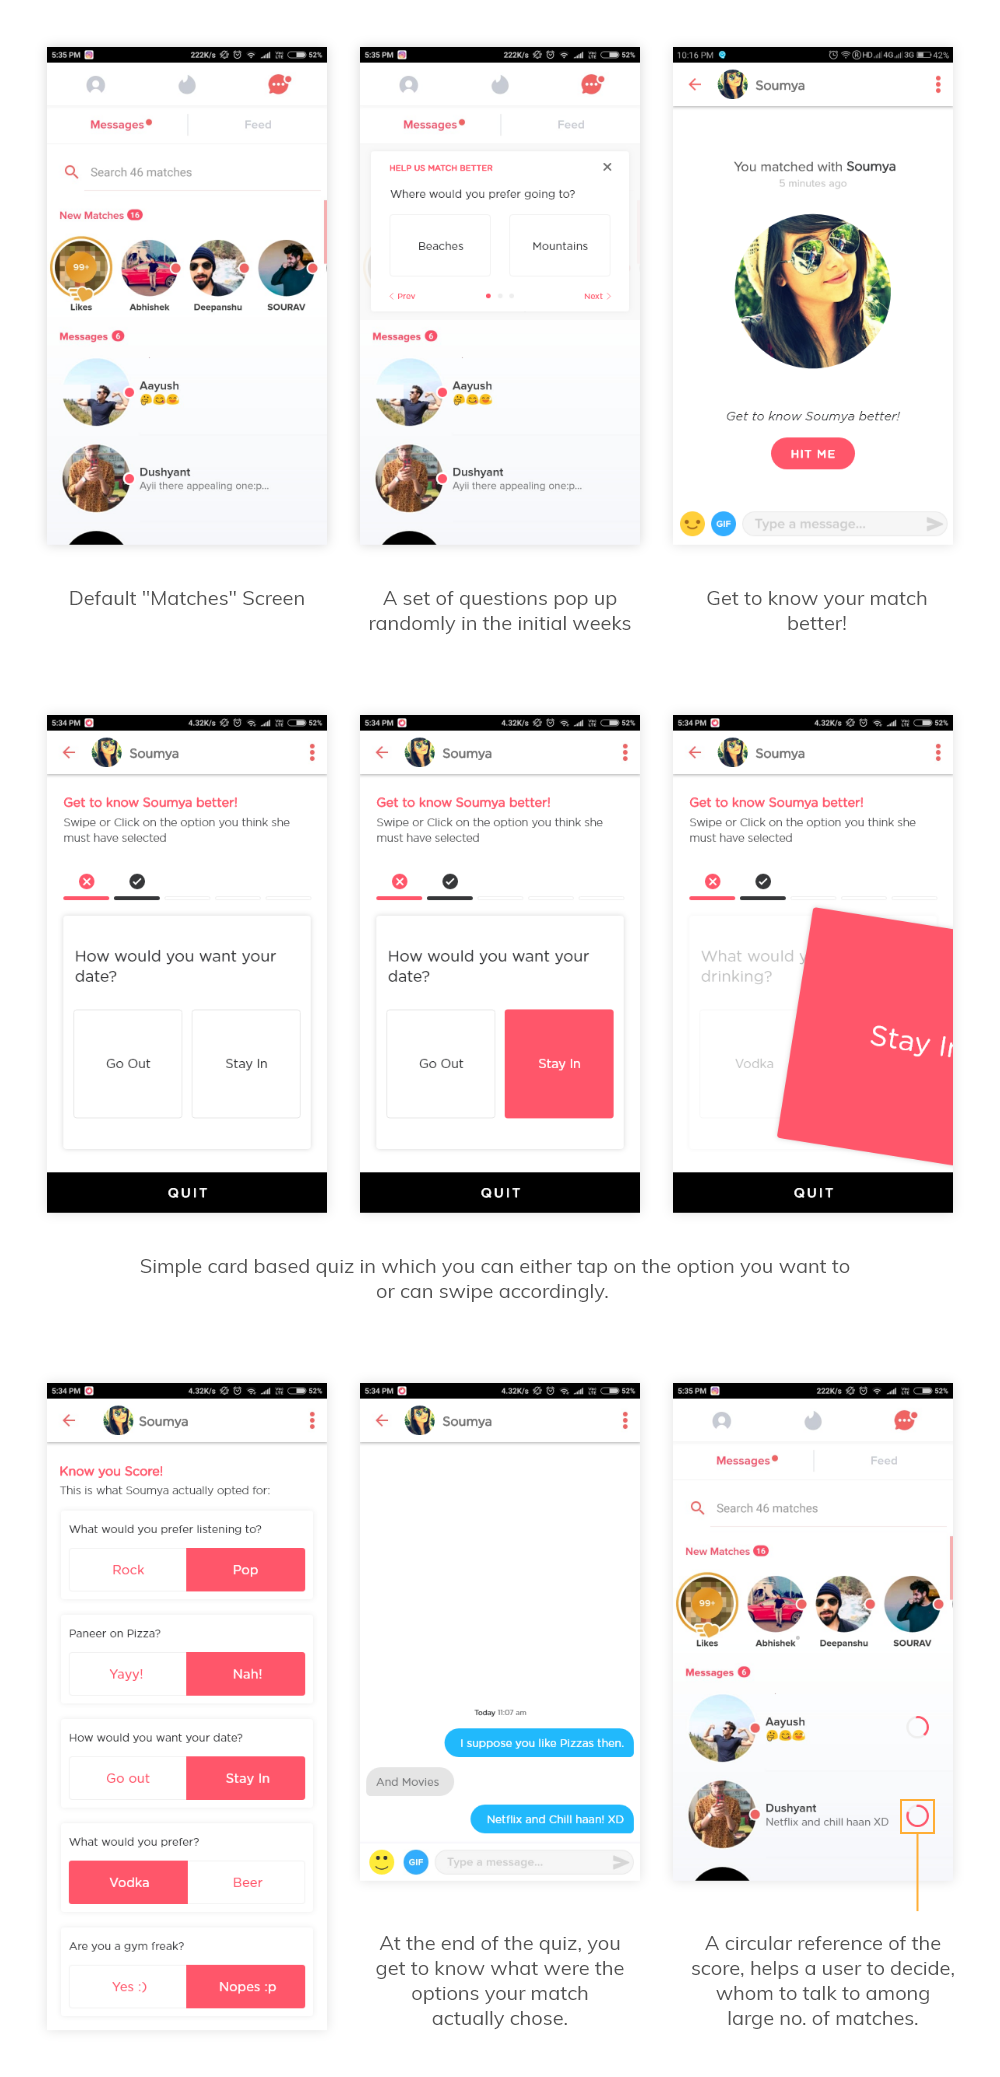 5:35 PM 222K/s 52%
Messages Feed
Search 46 matches
New Matches 16
99+
Likes Abhishek Deepanshu SOURAV
Messages 6
Aayush
Dushyant
Ayii there appealing one:p...
Default "Matches" Screen
5:35 PM 222K/s 52%
Messages Feed
HELP US MATCH BETTER
Where would you prefer going to?
Beaches Mountains
Prev Next
Messages 6
Aayush
Dushyant
Ayii there appealing one:p...
A set of questions pop up
randomly in the initial weeks
10:16 PM HD 4G 3G 42%
Soumya
You matched with Soumya
5 minutes ago
Get to know Soumya better!
HIT ME
GIF Type a message...
Get to know your match
better!
5:34 PM 4.32K/s 52%
Soumya
Get to know Soumya better!
Swipe or Click on the option you think she
must have selected
How would you want your
date?
Go Out Stay In
QUIT
5:34 PM 4.32K/s 52%
Soumya
Get to know Soumya better!
Swipe or Click on the option you think she
must have selected
How would you want your
date?
Go Out Stay In
QUIT
5:34 PM 4.32K/s 52%
Soumya
Get to know Soumya better!
Swipe or Click on the option you think she
must have selected
What would y
drinking?
Vodka
Stay In
QUIT
Simple card based quiz in which you can either tap on the option you want to
or can swipe accordingly.
5:34 PM 4.32K/s 52%
Soumya
Know you Score!
This is what Soumya actually opted for:
What would you prefer listening to?
Rock Pop
Paneer on Pizza?
Yayy! Nah!
How would you want your date?
Go out Stay In
What would you prefer?
Vodka Beer
Are you a gym freak?
Yes :) Nopes :p
5:34 PM 4.32K/s 52%
Soumya
Today 11:07 am
I suppose you like Pizzas then.
And Movies
Netflix and Chill haan! XD
GIF Type a message...
At the end of the quiz, you
get to know what were the
options your match
actually chose.
5:35 PM 222K/s 52%
Messages Feed
Search 46 matches
New Matches 16
99+
Likes Abhishek Deepanshu SOURAV
Messages 6
Aayush
Dushyant
Netflix and chill haan XD
A circular reference of the
score, helps a user to decide,
whom to talk to among
large no. of matches.